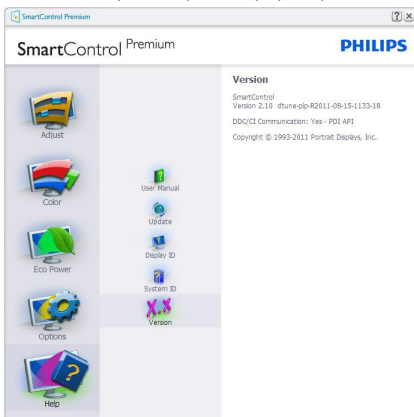 SmartControl Premium
SmartControl Premium
PHILIPS
Adjust
Color
Eco Power
Options
Help
User Manual
Update
Display ID
System ID
X.X
Version
Version
SmartControl
Version 2.10 dtune-plp-R2011-08-15-1133-18
DDC/CI Communication: Yes - PDI API
Copyright © 1993-2011 Portrait Displays, Inc.